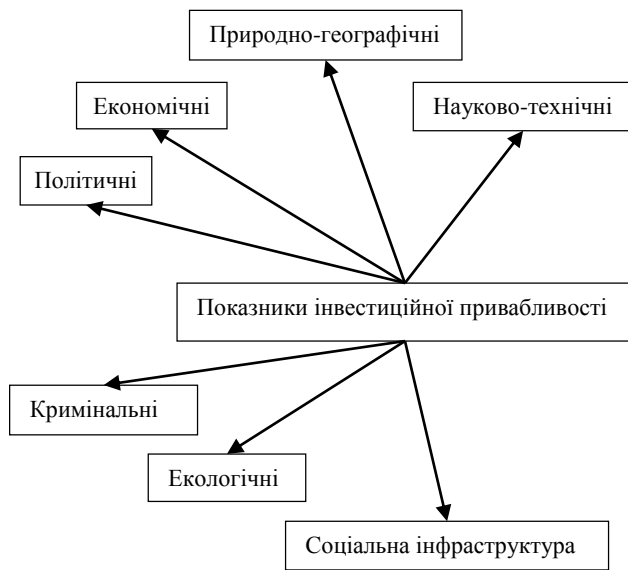 Природно-географічні
Економічні
Науково-технічні
Політичні
Показники інвестиційної привабливості
Кримінальні
Екологічні
Соціальна інфраструктура